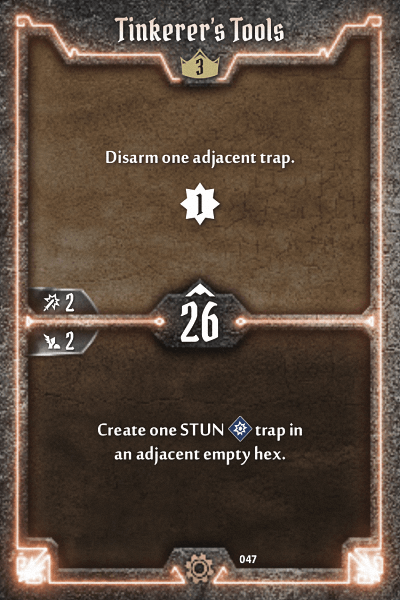 Tinkerer's Tools
3
Disarm one adjacent trap.
1
2
26
2
Create one STUN trap in
an adjacent empty hex.
047